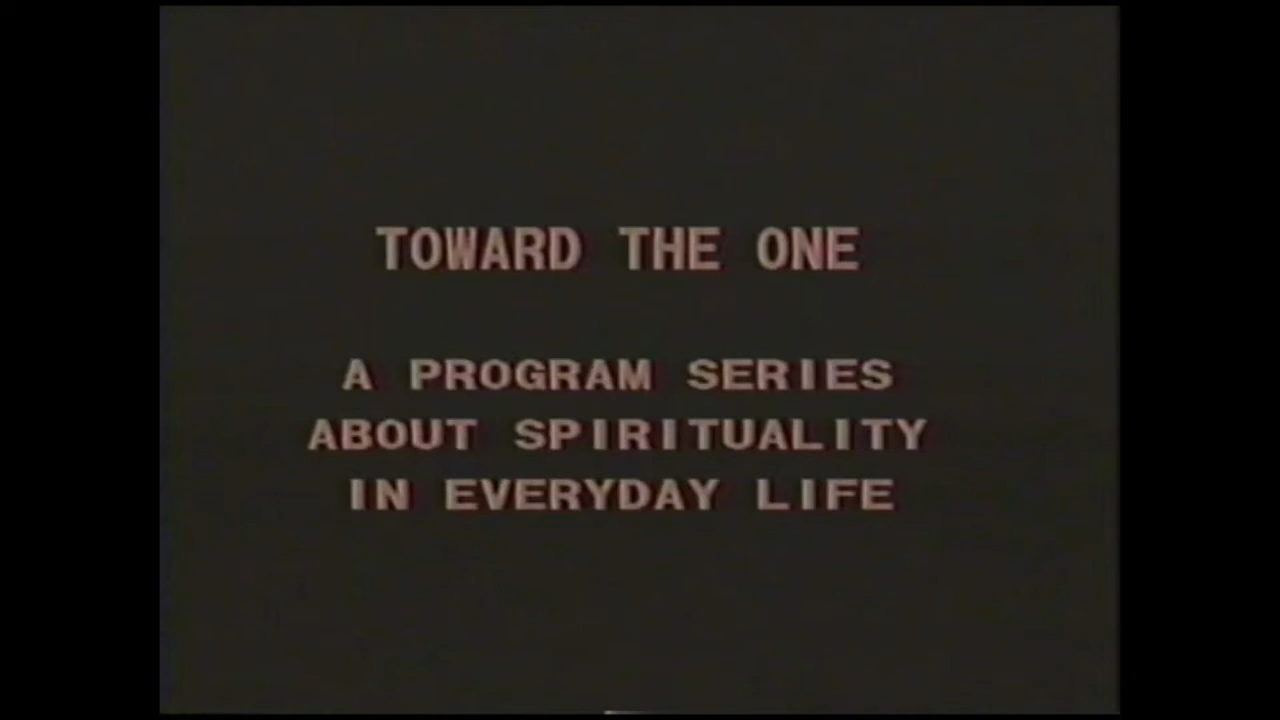 TOWARD THE ONE
A PROGRAM SERIES
ABOUT SPIRITUALITY
IN EVERYDAY LIFE